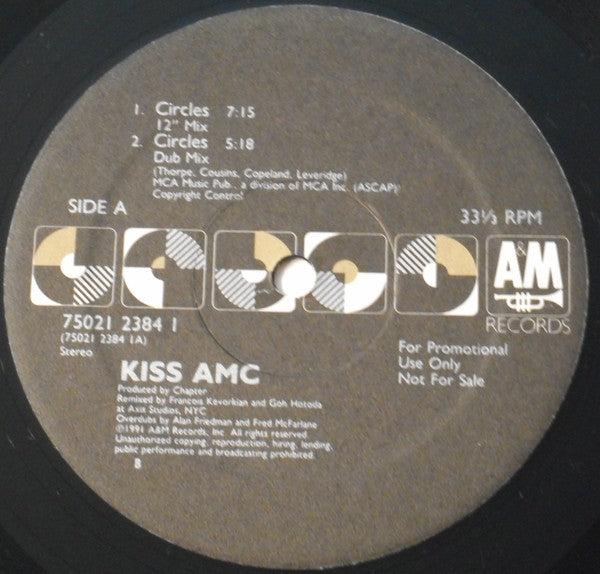 1. Circles 7:15
12" Mix
2. Circles 5:18
Dub Mix
(Thorpe, Cousins, Copeland, Leveridge)
MCA Music Pub., a division of MCA Inc. (ASCAP)
Copyright Control
SIDE A
33⅓ RPM
A&M
RECORDS
75021 2384 1
(75021 2384 1A)
Stereo
For Promotional
Use Only
Not For Sale
KISS AMC
Produced by Chapter
Remixed by Francois Kevorkian and Goh Hotoda
at Axis Studios, NYC
Overdubs by Alan Friedman and Fred McFarlane
℗1991 A&M Records, Inc. All rights reserved.
Unauthorized copying, reproduction, hiring, lending,
public performance and broadcasting prohibited.
8